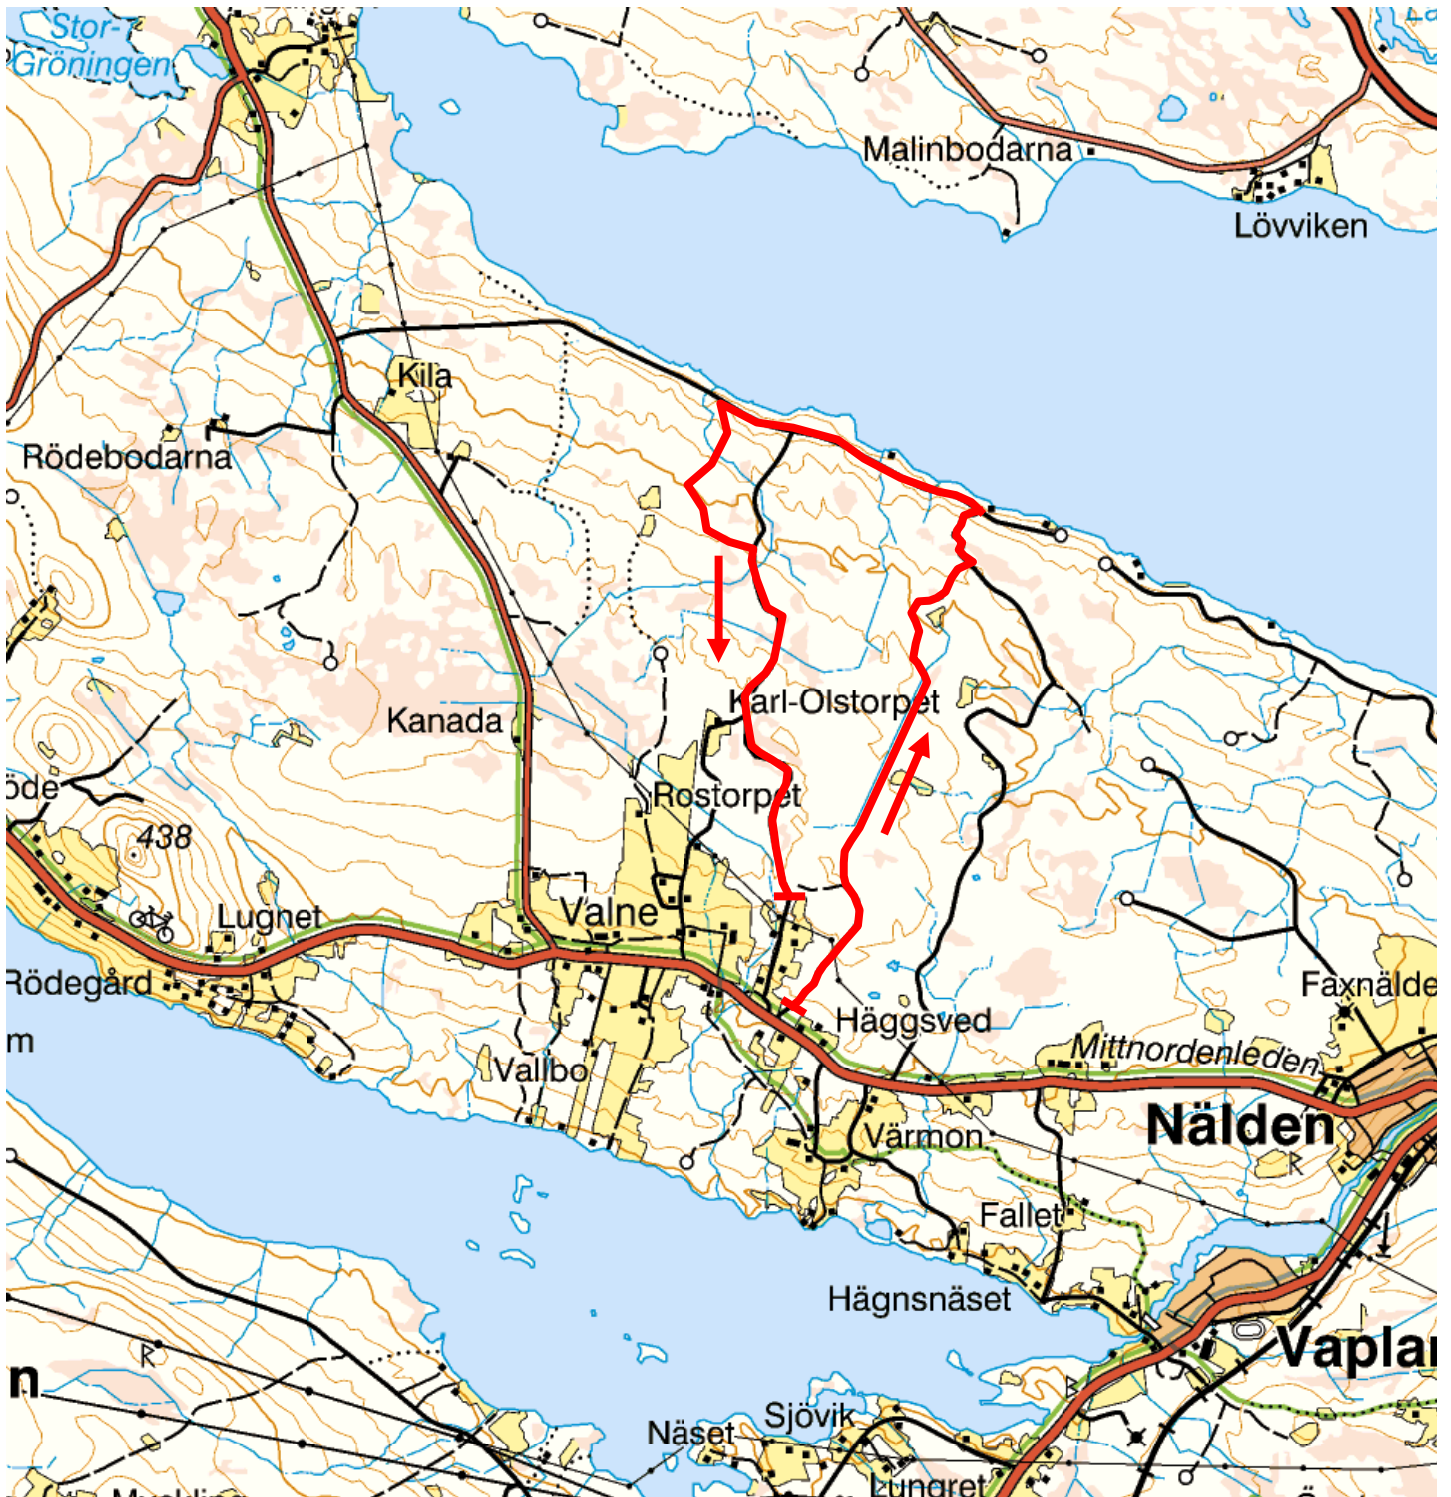 Stor-
Gröningen
Malinbodarna
Lövviken
Kila
Rödebodarna
Karl-Olstorpet
Kanada
Rostorpet
438
Lugnet
Valne
Rödegård
Faxnälde
Häggsved
m
Mittnordenleden
Vallbo
Nälden
Värmon
Fallet
Hägnsnäset
Vaplan
n
Sjövik
Näset
Lungret